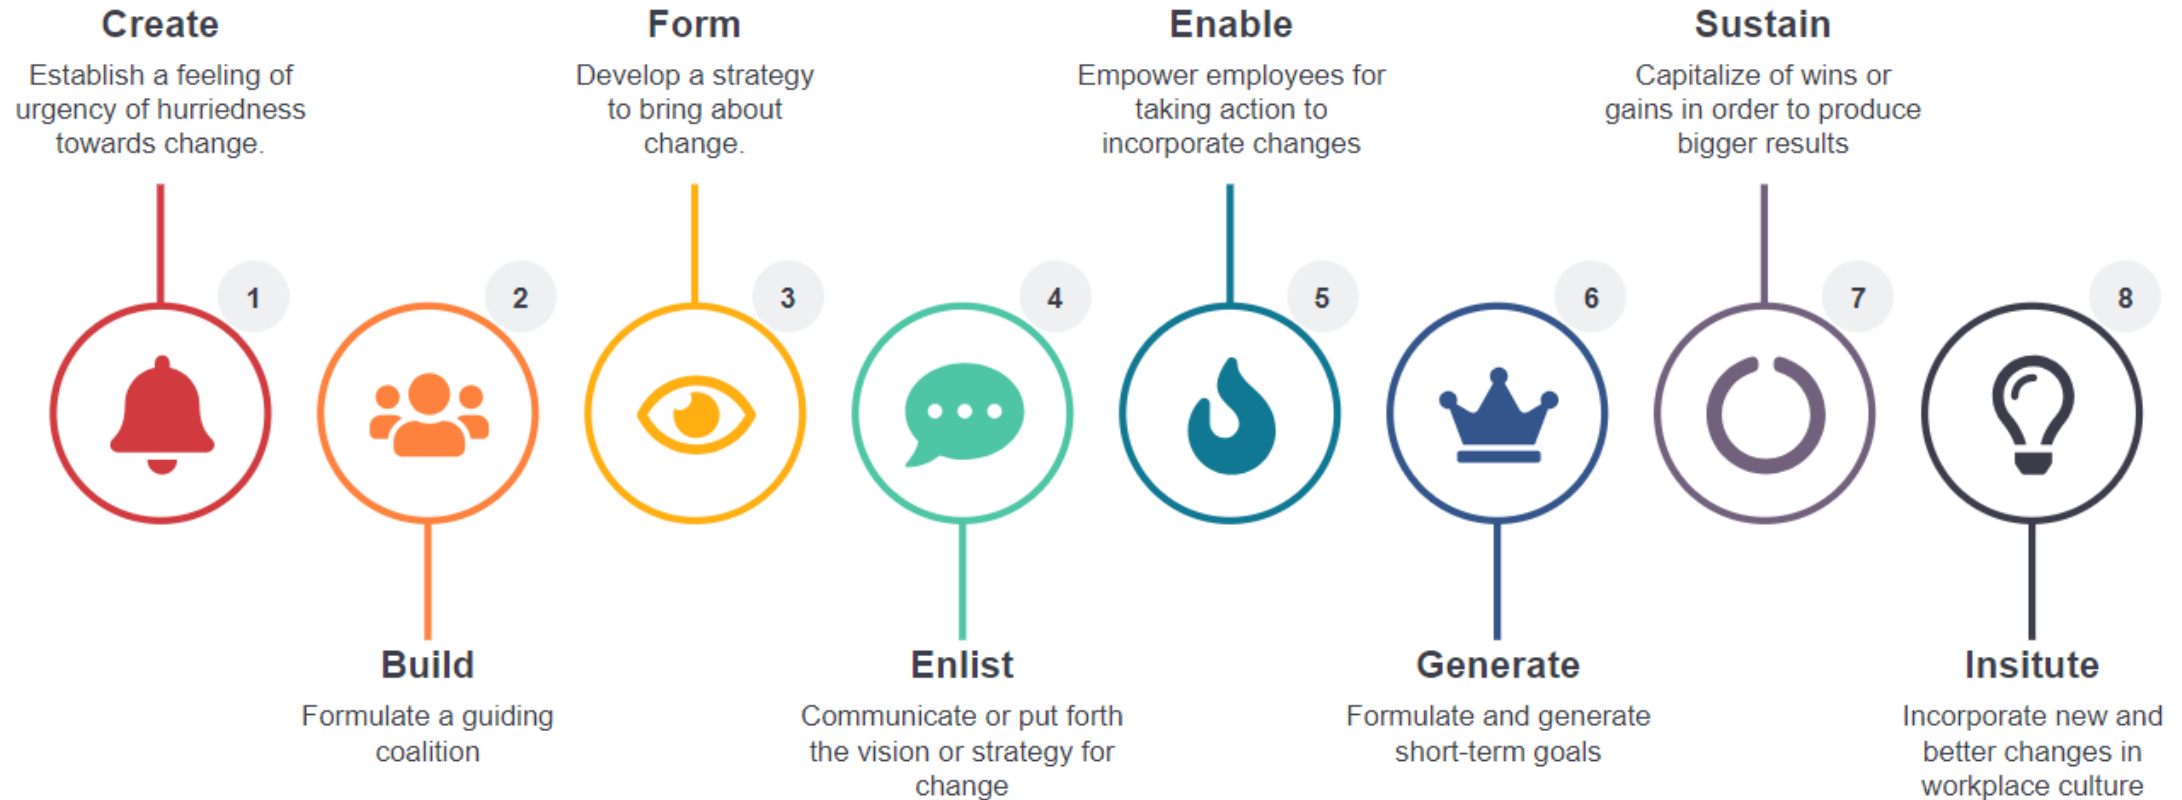 Create
Establish a feeling of
urgency of hurriedness
towards change.
Form
Develop a strategy
to bring about
change.
Enable
Empower employees for
taking action to
incorporate changes
Sustain
Capitalize of wins or
gains in order to produce
bigger results
1
2
3
4
5
6
7
8
Build
Formulate a guiding
coalition
Enlist
Communicate or put forth
the vision or strategy for
change
Generate
Formulate and generate
short-term goals
Insitute
Incorporate new and
better changes in
workplace culture